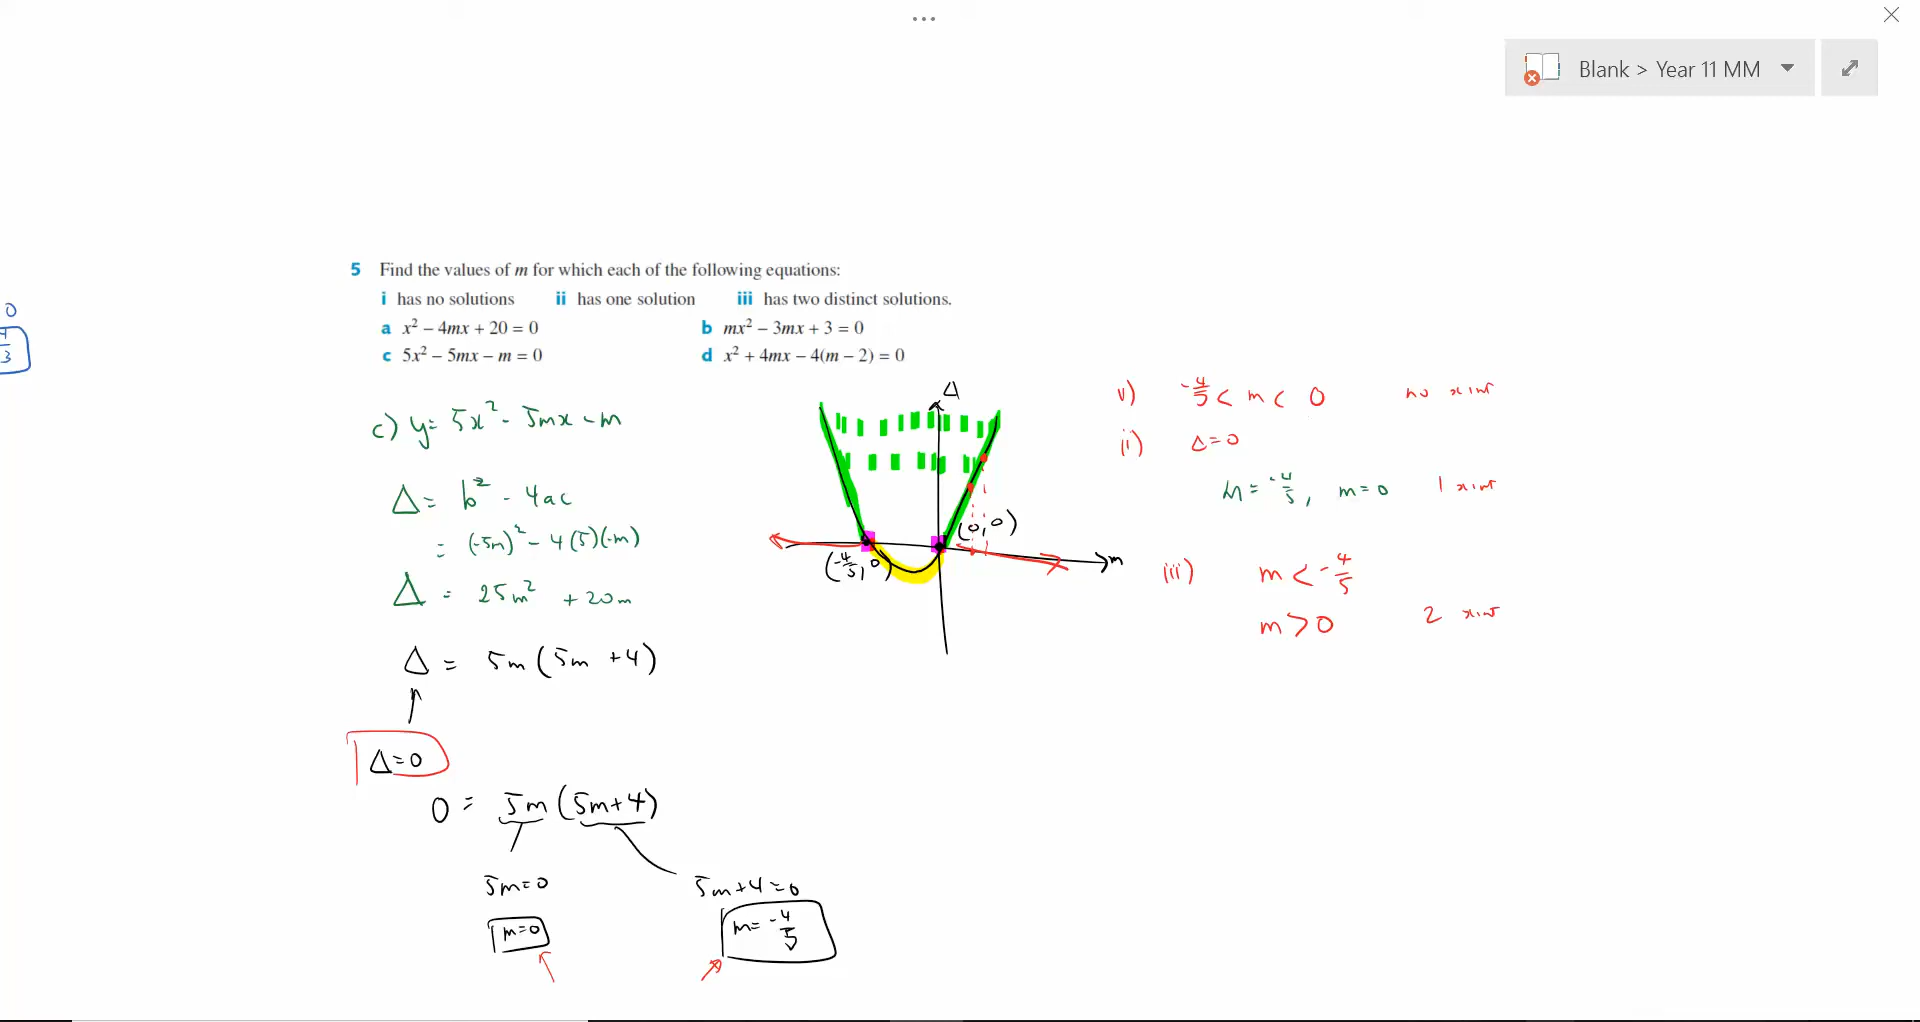 Blank > Year 11 MM
5 Find the values of m for which each of the following equations:
i has no solutions ii has one solution iii has two distinct solutions.
a x² – 4mx + 20 = 0 b mx² – 3mx + 3 = 0
c 5x² – 5mx – m = 0 d x² + 4mx – 4(m – 2) = 0
0
3
c) y = 5x² - 5mx - m
Δ = b² - 4ac
= (-5m)² - 4(5)(-m)
Δ = 25m² + 20m
Δ = 5m(5m + 4)
Δ = 0
0 = 5m(5m+4)
5m = 0 5m+4 = 0
m = 0 m = -4/5
Δ
(0,0)
(-4/5, 0)
m
-4/5 < m < 0 no x int
ii) Δ = 0
m = -4/5, m = 0 1 x int
iii) m < -4/5
m > 0 2 x int